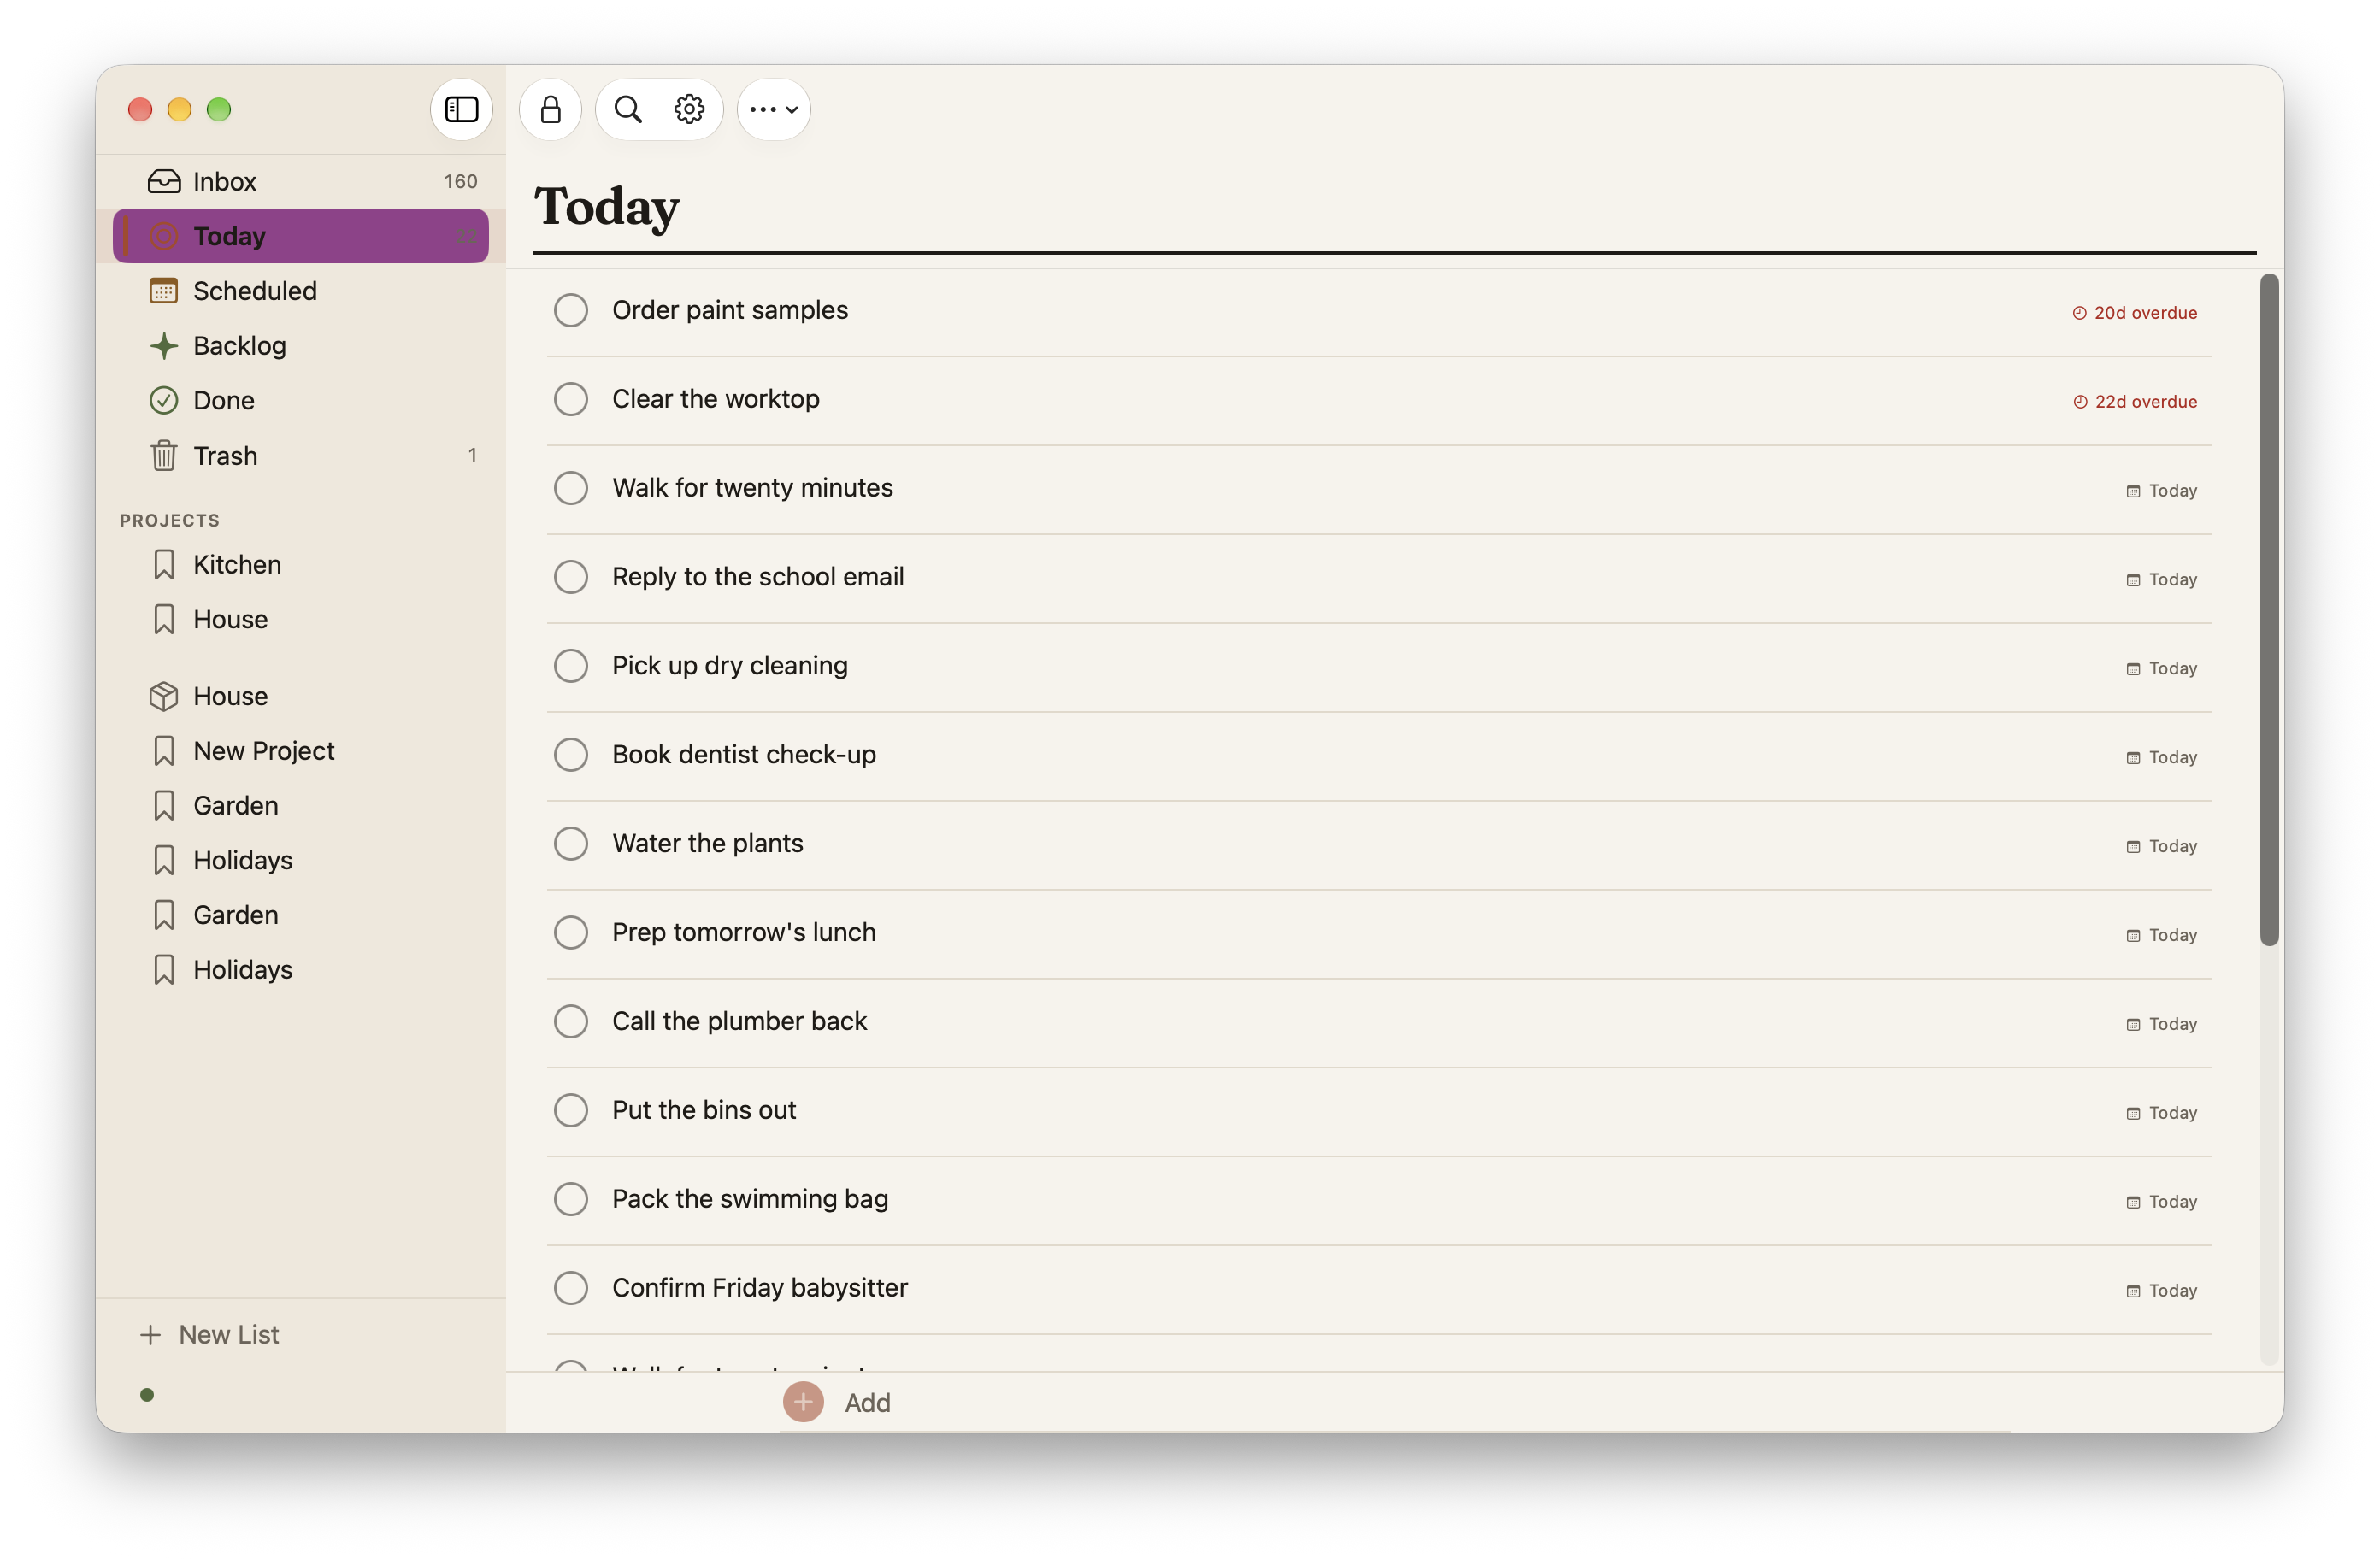 Inbox 160
Today 22
Scheduled
Backlog
Done
Trash 1
PROJECTS
Kitchen
House
House
New Project
Garden
Holidays
Garden
Holidays
New List
Today
Order paint samples 20d overdue
Clear the worktop 22d overdue
Walk for twenty minutes Today
Reply to the school email Today
Pick up dry cleaning Today
Book dentist check-up Today
Water the plants Today
Prep tomorrow's lunch Today
Call the plumber back Today
Put the bins out Today
Pack the swimming bag Today
Confirm Friday babysitter Today
Add